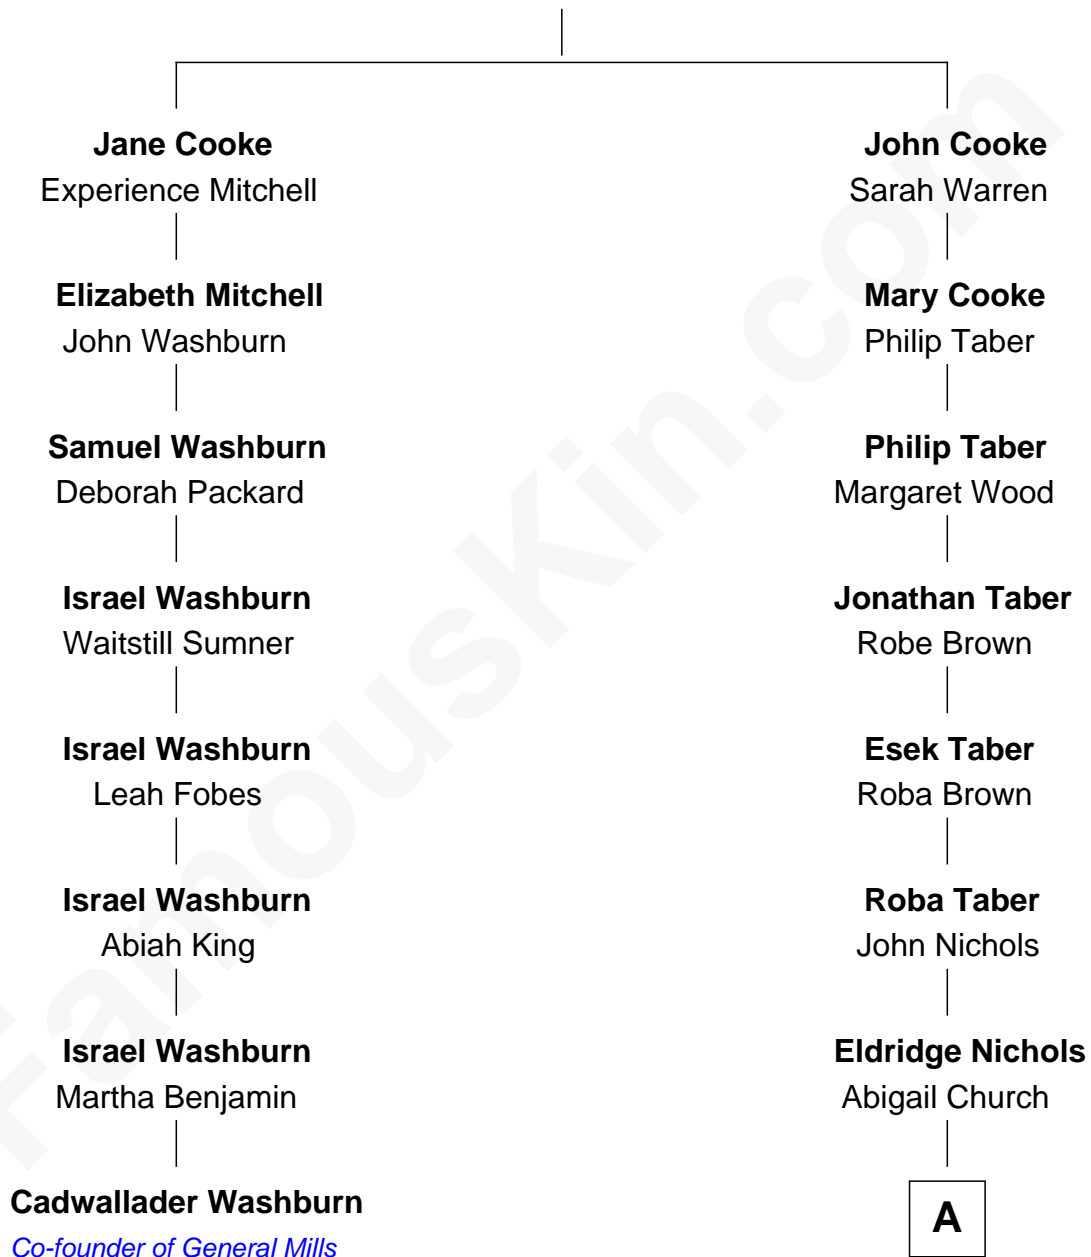 Jane Cooke
Experience Mitchell
Elizabeth Mitchell
John Washburn
Samuel Washburn
Deborah Packard
Israel Washburn
Waitstill Sumner
Israel Washburn
Leah Fobes
Israel Washburn
Abiah King
Israel Washburn
Martha Benjamin
Cadwallader Washburn
Co-founder of General Mills
John Cooke
Sarah Warren
Mary Cooke
Philip Taber
Philip Taber
Margaret Wood
Jonathan Taber
Robe Brown
Esek Taber
Roba Brown
Roba Taber
John Nichols
Eldridge Nichols
Abigail Church
A
FamousKin.com